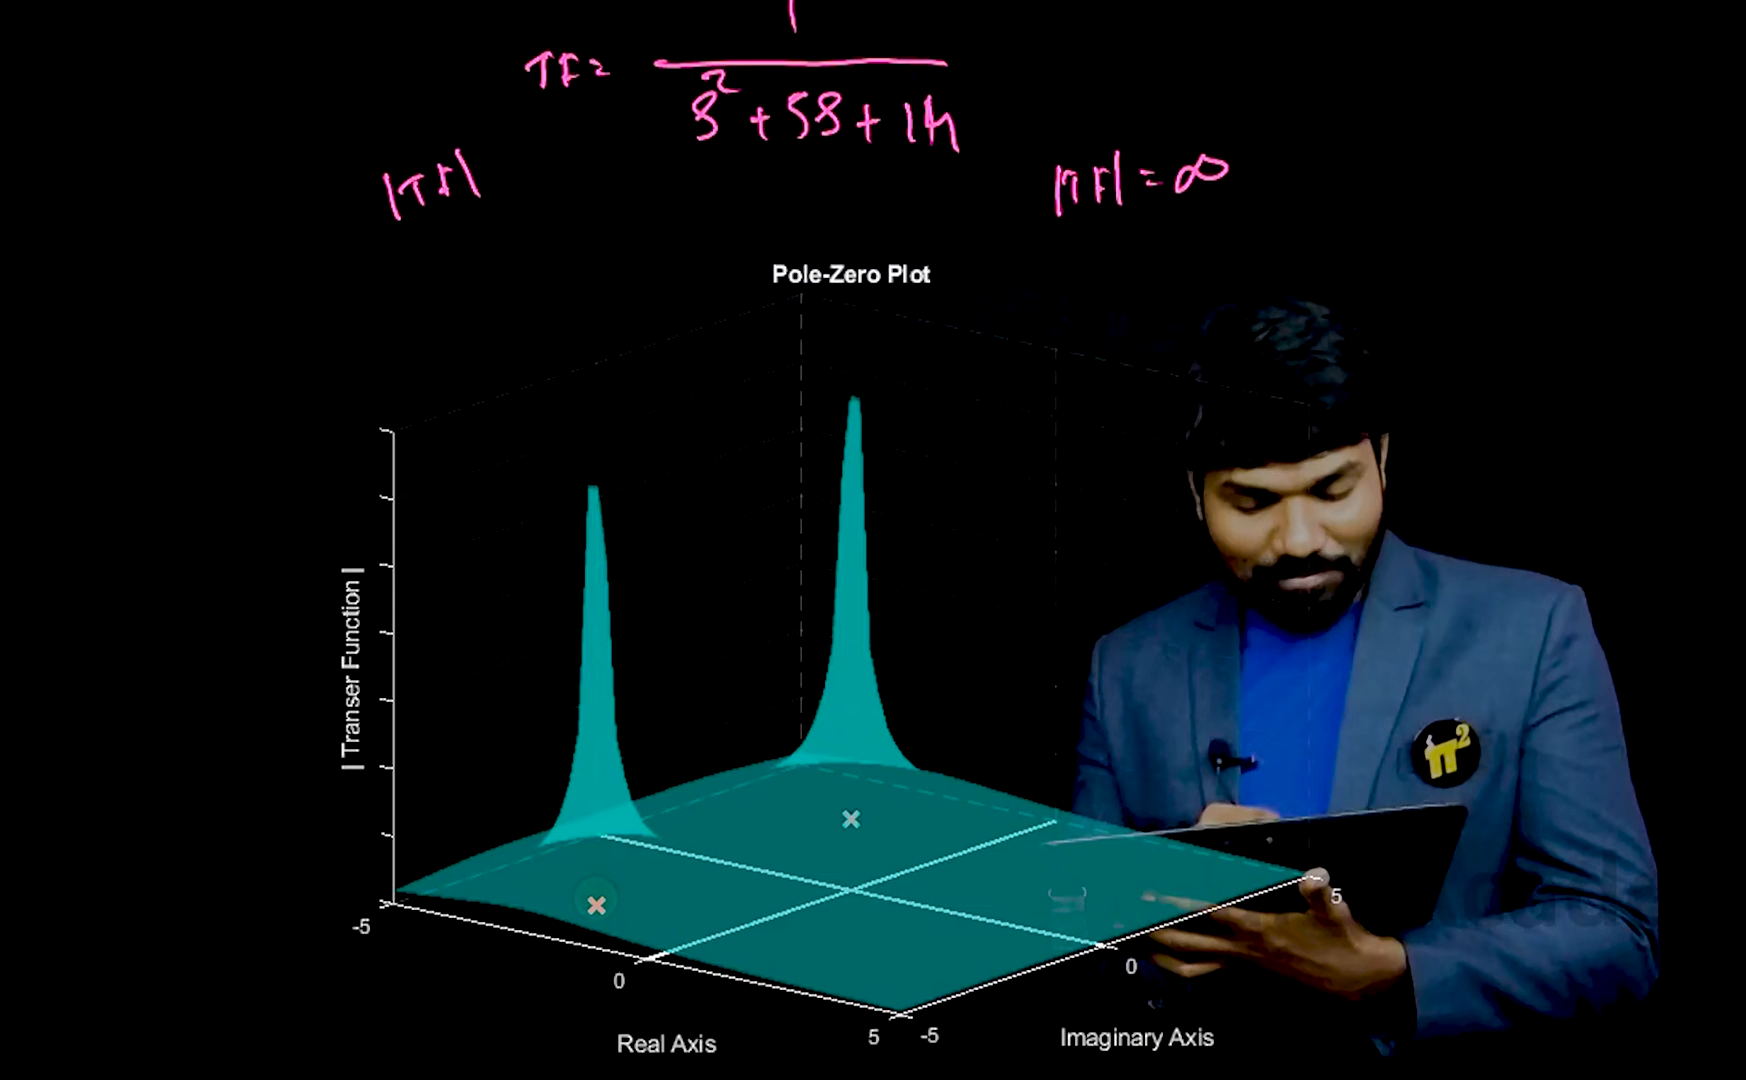 1
TF =
s² + 5s + 14
|TF|
|TF| = ∞
Pole-Zero Plot
| Transer Function |
-5
0
5
Real Axis
-5
0
5
Imaginary Axis
π²